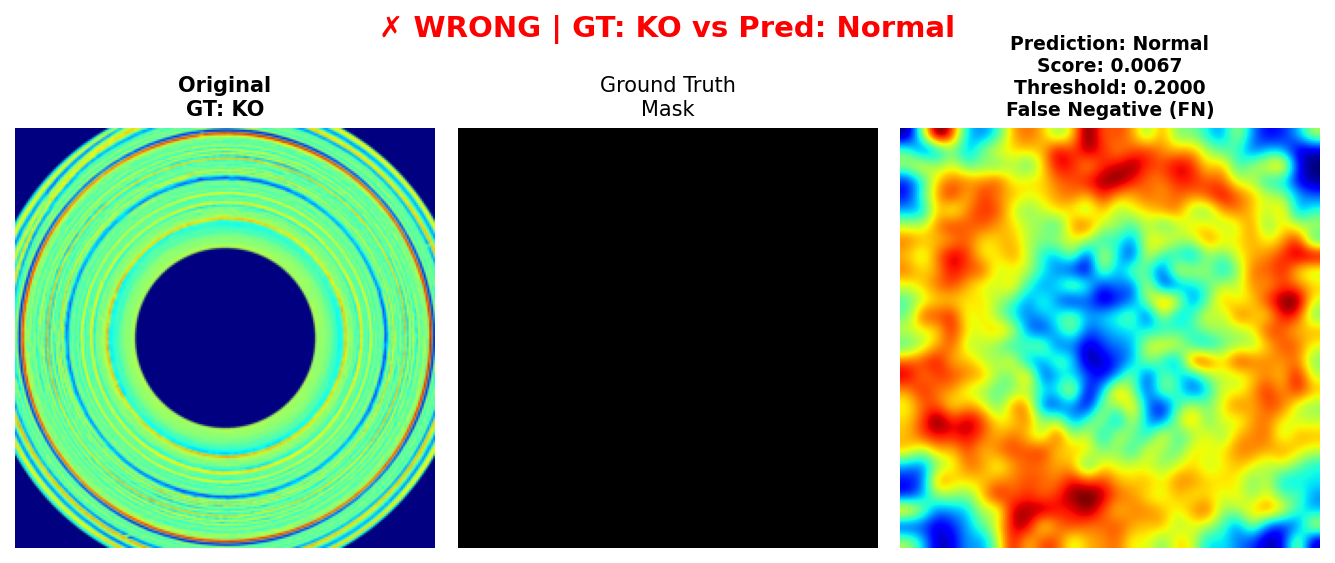 ✗ WRONG | GT: KO vs Pred: Normal
Original
GT: KO
Ground Truth
Mask
Prediction: Normal
Score: 0.0067
Threshold: 0.2000
False Negative (FN)